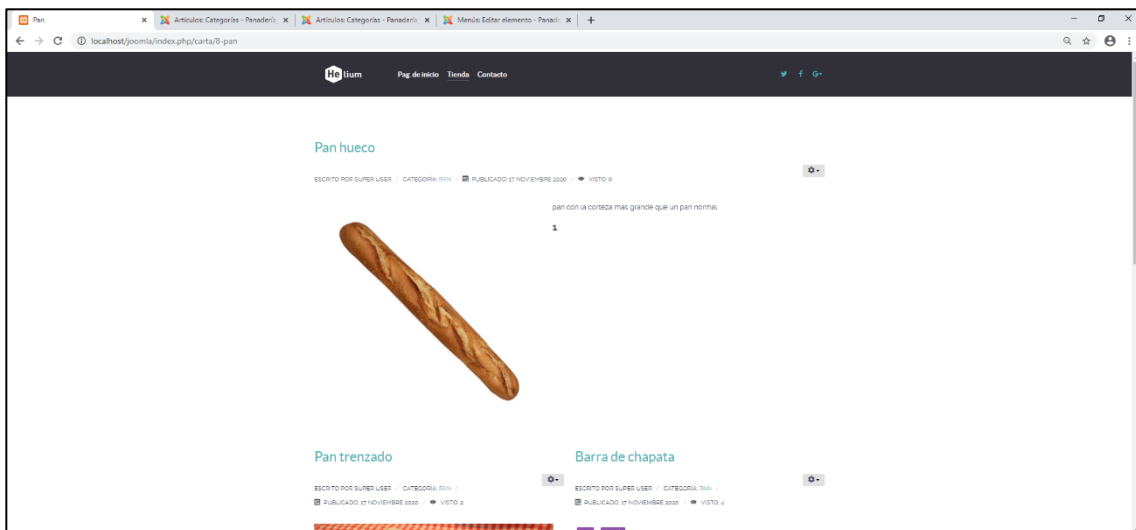 Pan
Artículos: Categorías - Panadería
Artículos: Categorías - Panadería
Menús: Editar elemento - Panade
localhost/joomla/index.php/carta/8-pan
Helium
Pag de inicio Tienda Contacto
Pan hueco
ESCRITO POR SUPER USER / CATEGORÍA: PAN / PUBLICADO: 17 NOVIEMBRE 2020 / VISTO: 0
pan con la corteza mas grande que un pan normal
1
Pan trenzado
ESCRITO POR SUPER USER / CATEGORÍA: PAN /
PUBLICADO: 17 NOVIEMBRE 2020 / VISTO: 2
Barra de chapata
ESCRITO POR SUPER USER / CATEGORÍA: PAN /
PUBLICADO: 17 NOVIEMBRE 2020 / VISTO: 4